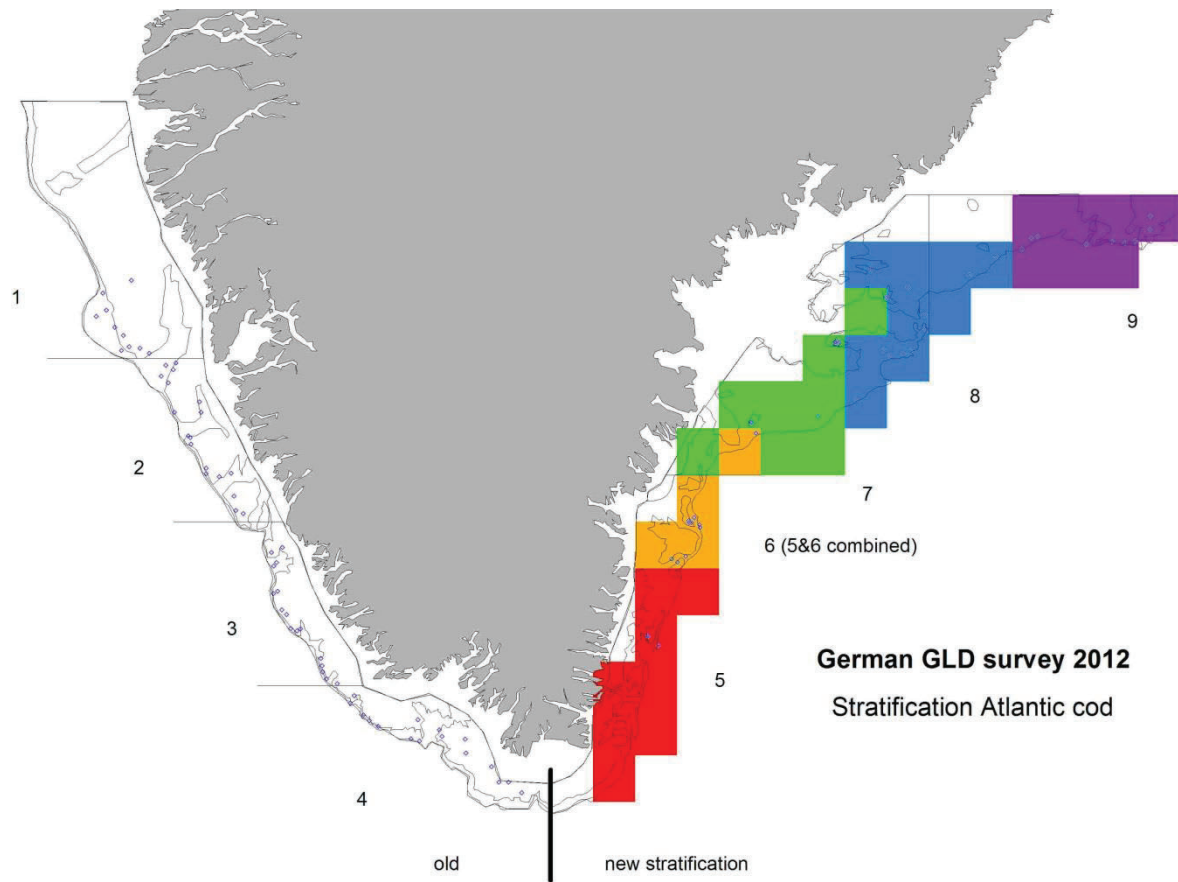 1
2
3
4
old
new stratification
5
6 (5&6 combined)
7
8
9
German GLD survey 2012
Stratification Atlantic cod